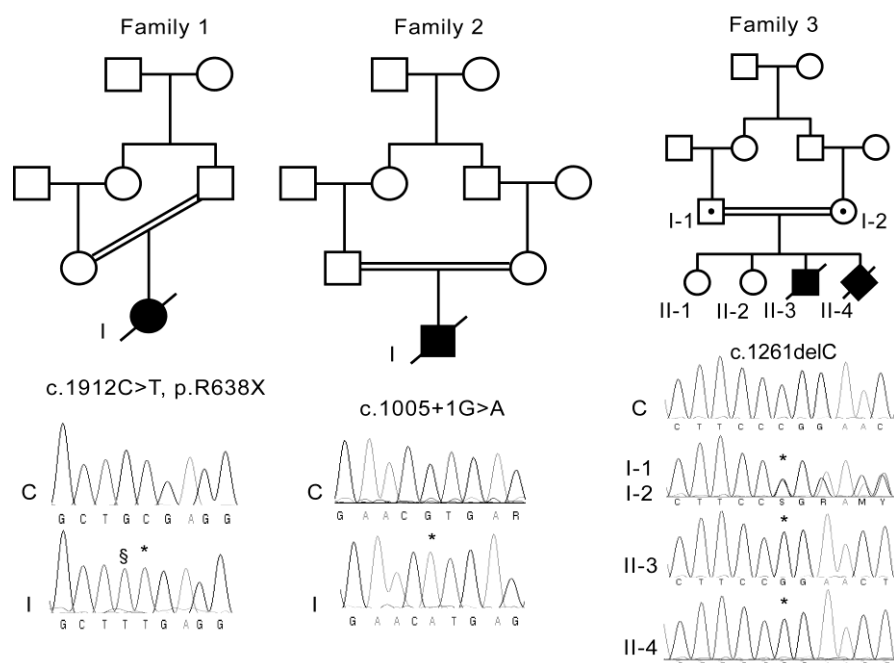 Family 1
Family 2
Family 3
I-1
I-2
I
I
II-1
II-2
II-3
II-4
c.1912C>T, p.R638X
c.1005+1G>A
c.1261delC
C
G C T G C G A G G
§ *
I
G C T T T G A G G
C
G A A C G T G A R
*
I
G A A C A T G A G
C
C T T C C C G G A A C
I-1
I-2
*
C T T C C S G R A M Y
II-3
*
C T T C C G G A A C T
II-4
*